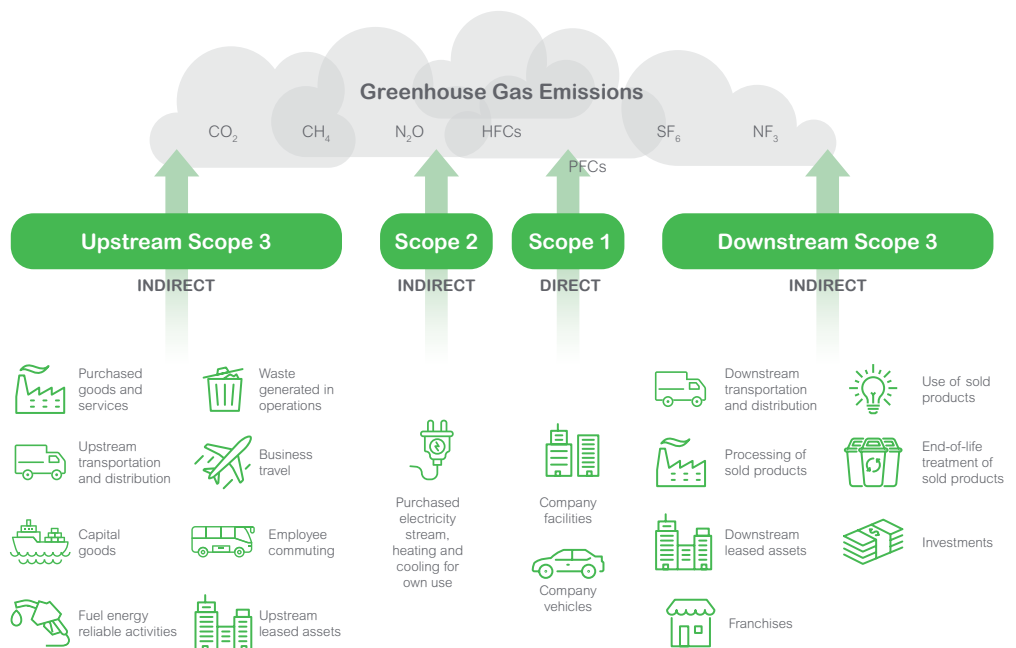 Greenhouse Gas Emissions
CO2
CH4
N2O
HFCs
PFCs
SF6
NF3
Upstream Scope 3
INDIRECT
Purchased
goods and
services
Waste
generated in
operations
Upstream
transportation
and distribution
Business
travel
Capital
goods
Employee
commuting
Fuel energy
reliable activities
Upstream
leased assets
Scope 2
INDIRECT
Purchased
electricity
stream,
heating and
cooling for
own use
Scope 1
DIRECT
Company
facilities
Company
vehicles
Downstream Scope 3
INDIRECT
Downstream
transportation
and distribution
Use of sold
products
Processing of
sold products
End-of-life
treatment of
sold products
Downstream
leased assets
$
Investments
Franchises